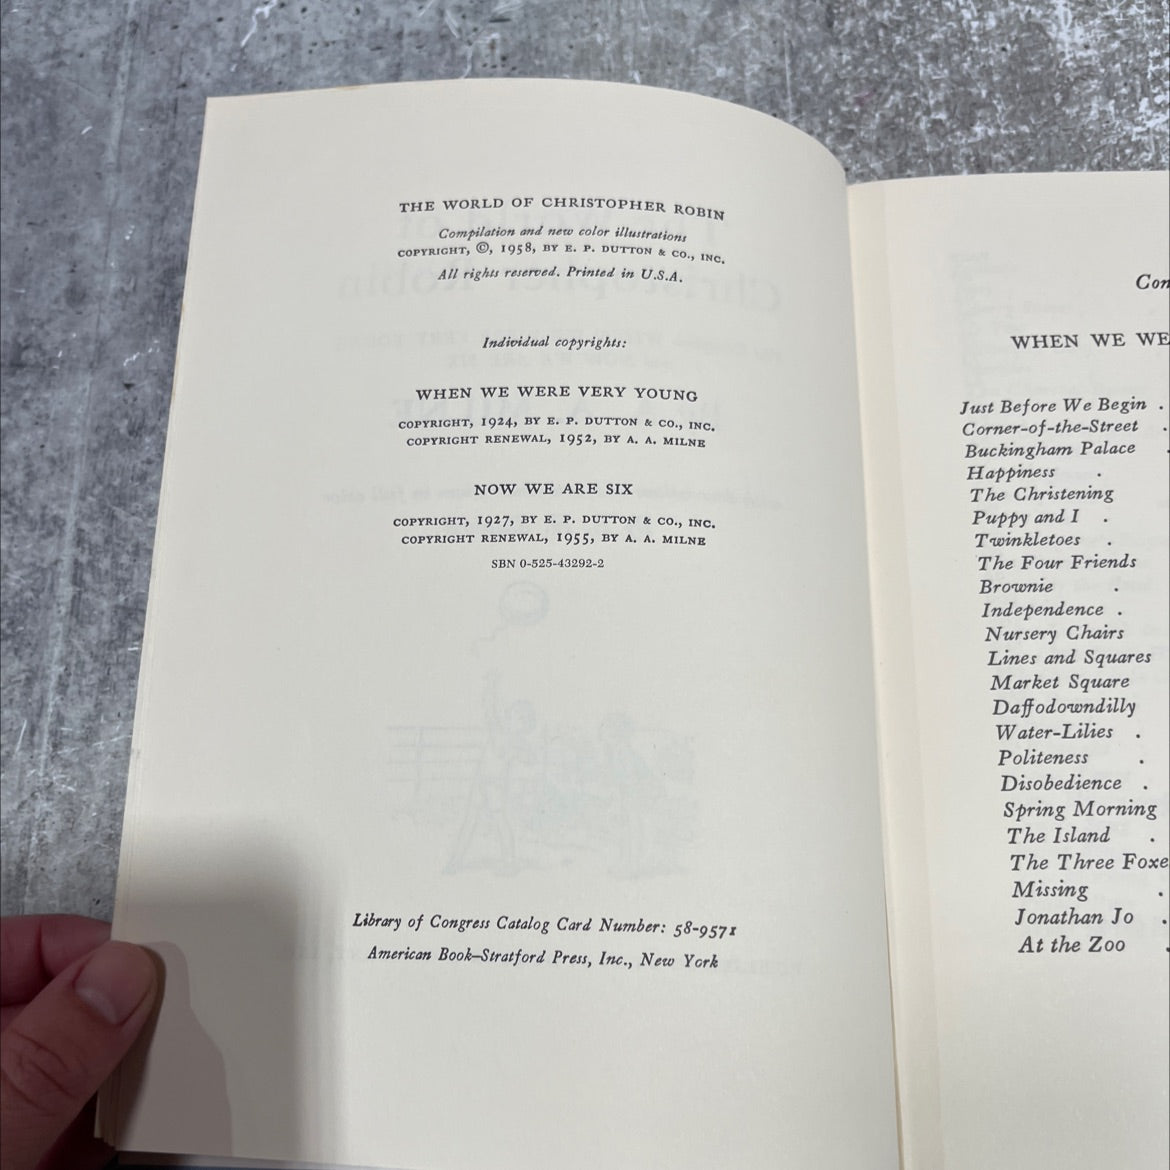 THE WORLD OF CHRISTOPHER ROBIN
Compilation and new color illustrations
COPYRIGHT, ©, 1958, BY E. P. DUTTON & CO., INC.
All rights reserved. Printed in U.S.A.
Individual copyrights:
WHEN WE WERE VERY YOUNG
COPYRIGHT, 1924, BY E. P. DUTTON & CO., INC.
COPYRIGHT RENEWAL, 1952, BY A. A. MILNE
NOW WE ARE SIX
COPYRIGHT, 1927, BY E. P. DUTTON & CO., INC.
COPYRIGHT RENEWAL, 1955, BY A. A. MILNE
SBN 0-525-43292-2
Library of Congress Catalog Card Number: 58-9571
American Book–Stratford Press, Inc., New York
Con
WHEN WE WE
Just Before We Begin .
Corner-of-the-Street .
Buckingham Palace .
Happiness .
The Christening
Puppy and I .
Twinkletoes .
The Four Friends
Brownie .
Independence .
Nursery Chairs
Lines and Squares
Market Square
Daffodowndilly
Water-Lilies .
Politeness .
Disobedience .
Spring Morning
The Island .
The Three Foxe
Missing .
Jonathan Jo .
At the Zoo .